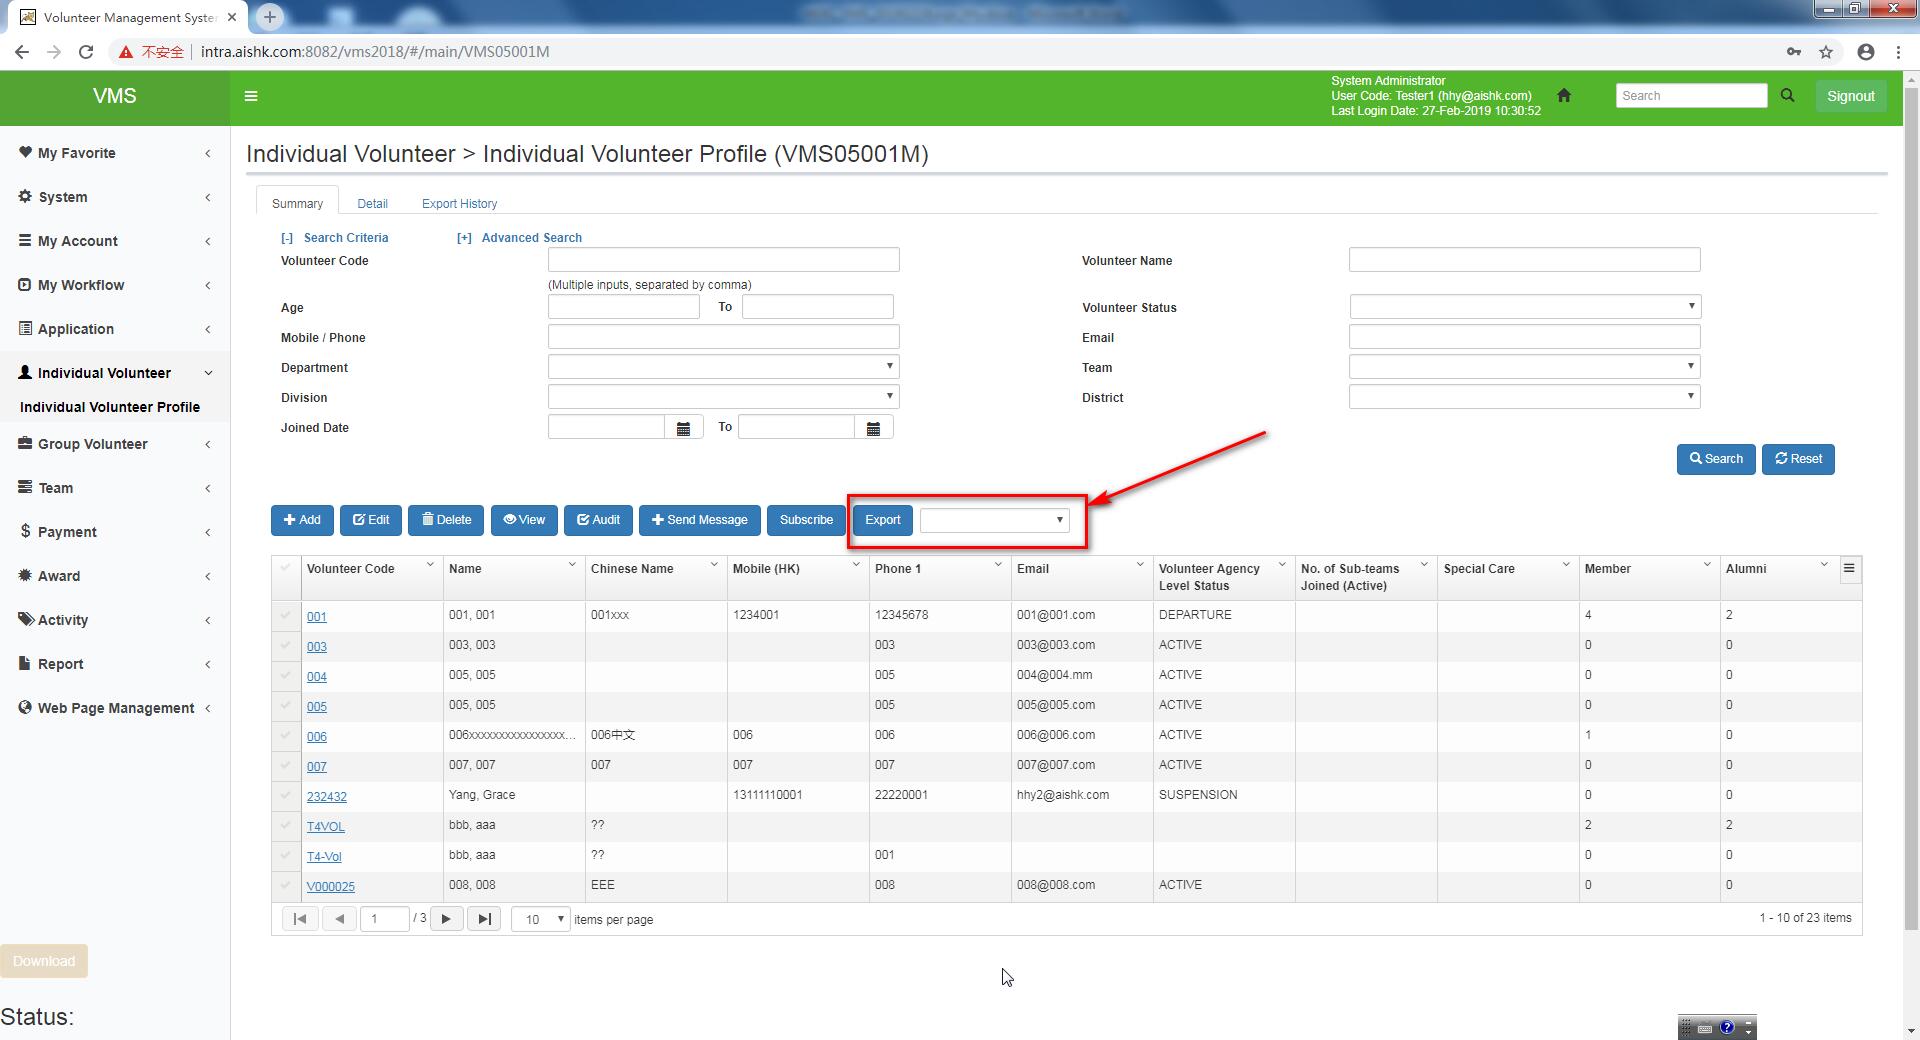 Volunteer Management Syster
不安全 intra.aishk.com:8082/vms2018/#/main/VMS05001M
VMS
System Administrator
User Code: Tester1 (hhy@aishk.com)
Last Login Date: 27-Feb-2019 10:30:52
Search
Signout
My Favorite
System
My Account
My Workflow
Application
Individual Volunteer
Individual Volunteer Profile
Group Volunteer
Team
Payment
Award
Activity
Report
Web Page Management
Download
Status:
Individual Volunteer > Individual Volunteer Profile (VMS05001M)
Summary Detail Export History
[-] Search Criteria [+] Advanced Search
Volunteer Code Volunteer Name
(Multiple inputs, separated by comma)
Age To Volunteer Status
Mobile / Phone Email
Department Team
Division District
Joined Date To
Search Reset
Add Edit Delete View Audit Send Message Subscribe Export
Volunteer Code Name Chinese Name Mobile (HK) Phone 1 Email Volunteer Agency Level Status No. of Sub-teams Joined (Active) Special Care Member Alumni
001 001, 001 001xxx 1234001 12345678 001@001.com DEPARTURE 4 2
003 003, 003 003 003@003.com ACTIVE 0 0
004 005, 005 005 004@004.mm ACTIVE 0 0
005 005, 005 005 005@005.com ACTIVE 0 0
006 006xxxxxxxxxxxxxxxx... 006中文 006 006 006@006.com ACTIVE 1 0
007 007, 007 007 007 007 007@007.com ACTIVE 0 0
232432 Yang, Grace 13111110001 22220001 hhy2@aishk.com SUSPENSION 0 0
T4VOL bbb, aaa ?? 2 2
T4-Vol bbb, aaa ?? 001 0 0
V000025 008, 008 EEE 008 008@008.com ACTIVE 0 0
1 / 3 10 items per page 1 - 10 of 23 items